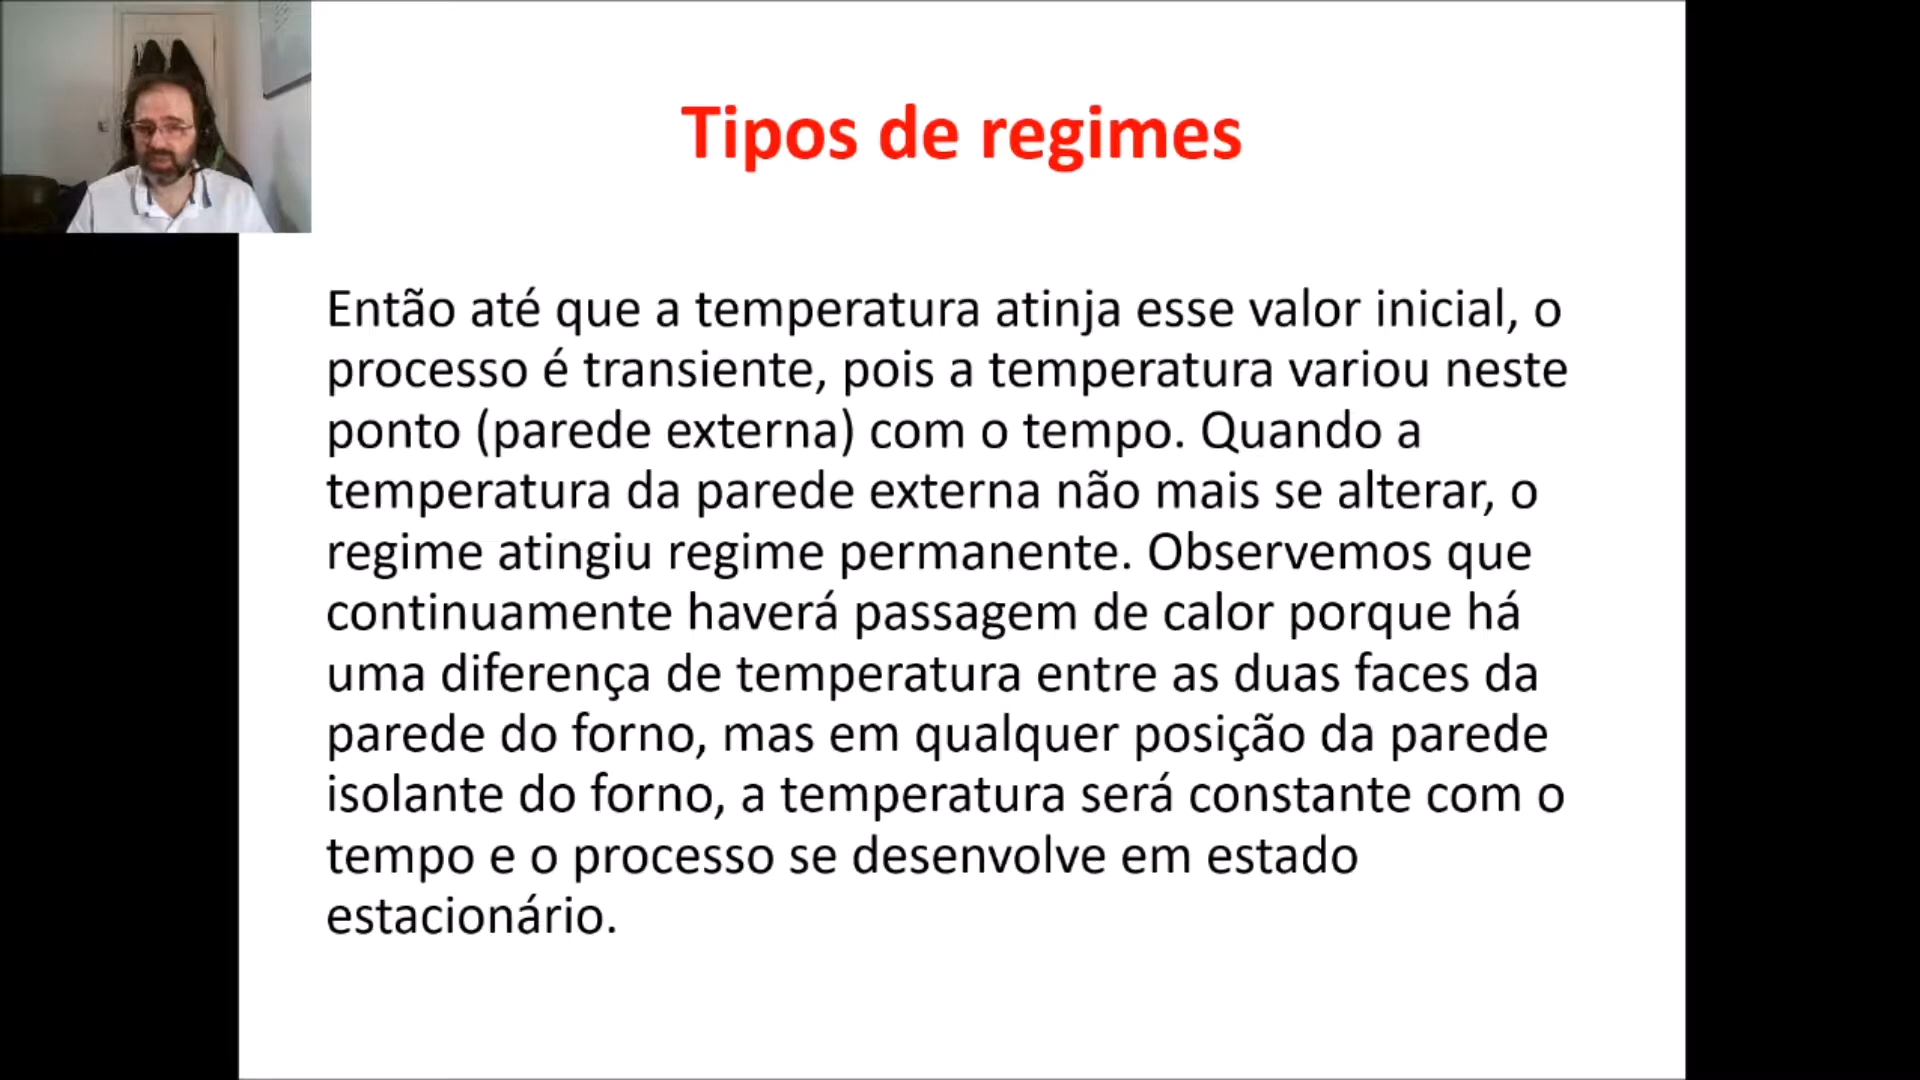 Tipos de regimes
Então até que a temperatura atinja esse valor inicial, o
processo é transiente, pois a temperatura variou neste
ponto (parede externa) com o tempo. Quando a
temperatura da parede externa não mais se alterar, o
regime atingiu regime permanente. Observemos que
continuamente haverá passagem de calor porque há
uma diferença de temperatura entre as duas faces da
parede do forno, mas em qualquer posição da parede
isolante do forno, a temperatura será constante com o
tempo e o processo se desenvolve em estado
estacionário.